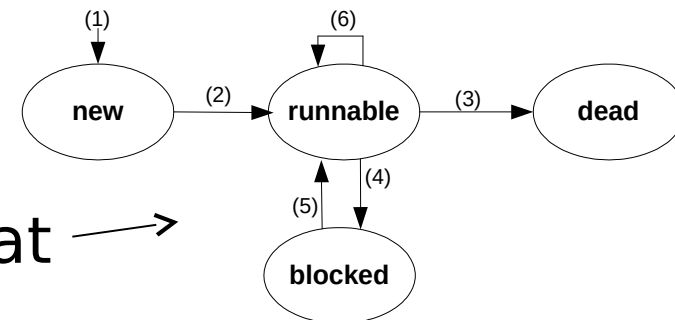 (1)
(6)
new
(2)
runnable
(3)
dead
(4)
(5)
at
blocked